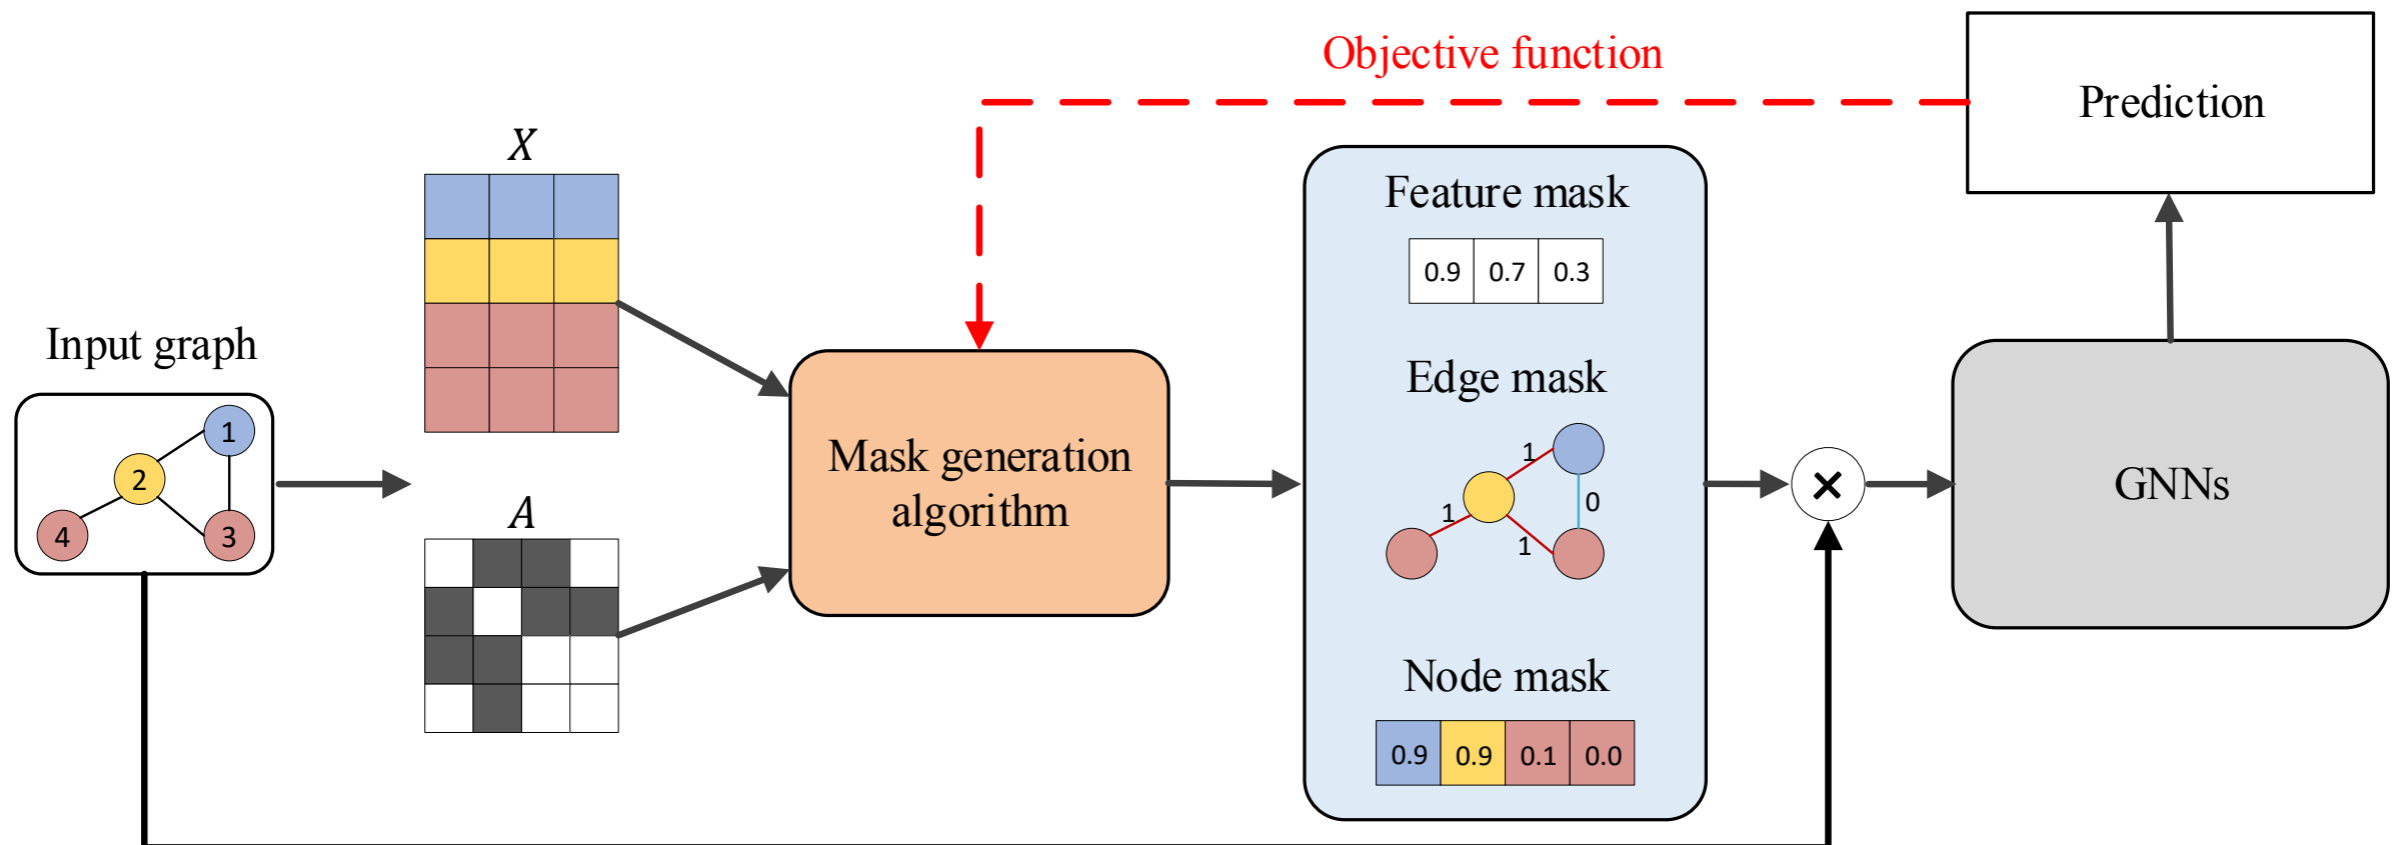 Input graph
1
2
4
3
X
A
Mask generation
algorithm
Objective function
Feature mask
0.9 0.7 0.3
Edge mask
1
0
1
1
Node mask
0.9 0.9 0.1 0.0
×
GNNs
Prediction